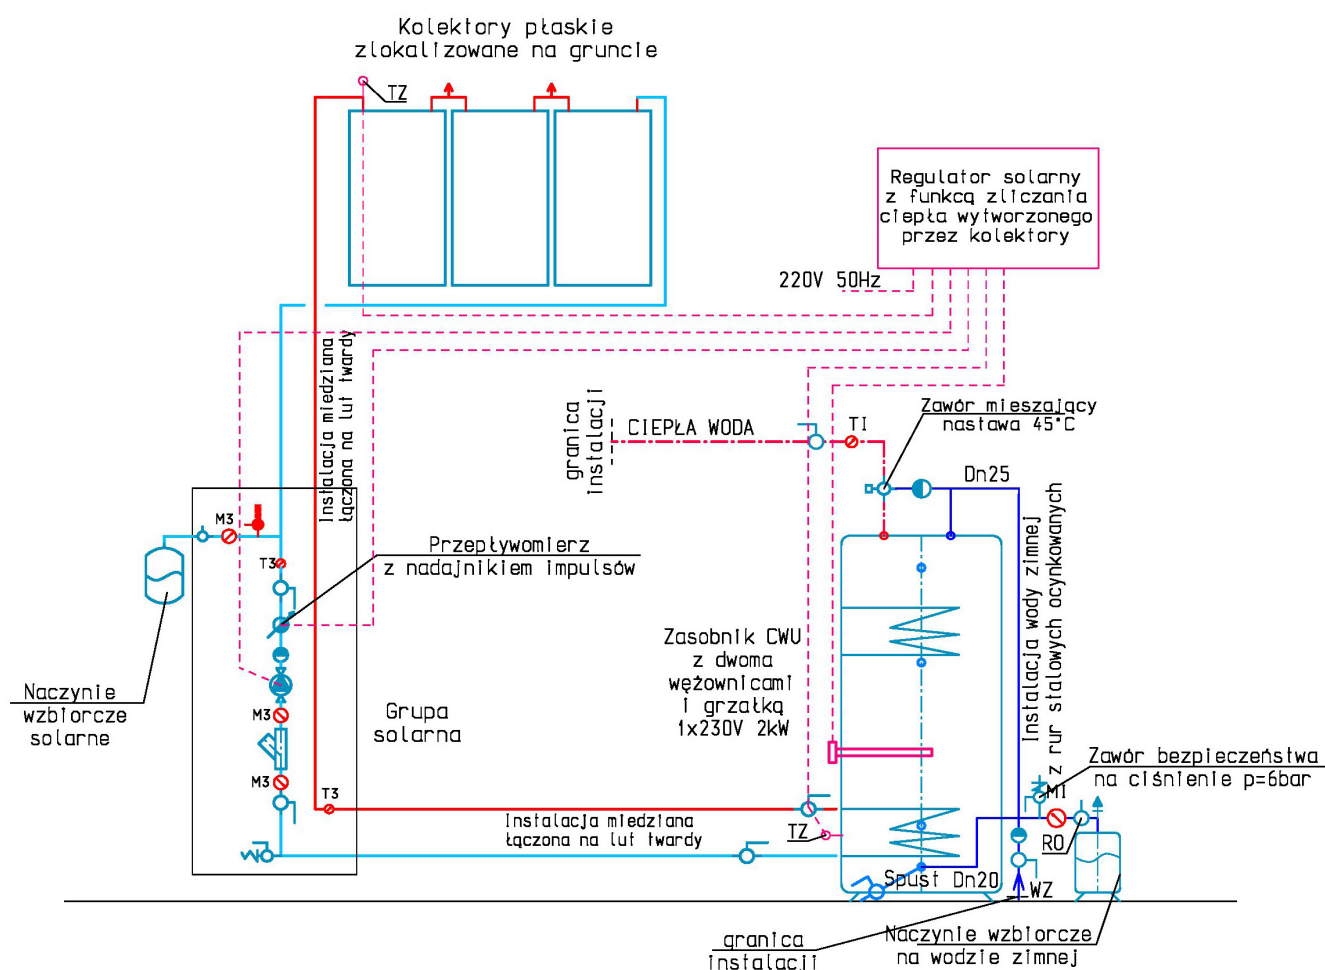 Kolektory płaskie
zlokalizowane na gruncie
TZ
Regulator solarny
z funkcą zliczania
ciepła wytworzonego
przez kolektory
220V 50Hz
Instalacja miedziana
łączona na lut twardy
granica
instalacji
CIEPŁA WODA
TI
Zawór mieszający
nastawa 45°C
Dn25
Instalacja wody zimnej
z rur stalowych ocynkowanych
M3
T3
Przepływomierz
z nadajnikiem impulsów
Naczynie
wzbiorcze
solarne
M3
Grupa
solarna
M3
Zasobnik CWU
z dwoma
wężownicami
i grzałką
1x230V 2kW
Zawór bezpieczeństwa
na ciśnienie p=6bar
MI
T3
Instalacja miedziana
łączona na lut twardy
TZ
RO
Spust Dn20
WZ
granica
instalacji
Naczynie wzbiorcze
na wodzie zimnej